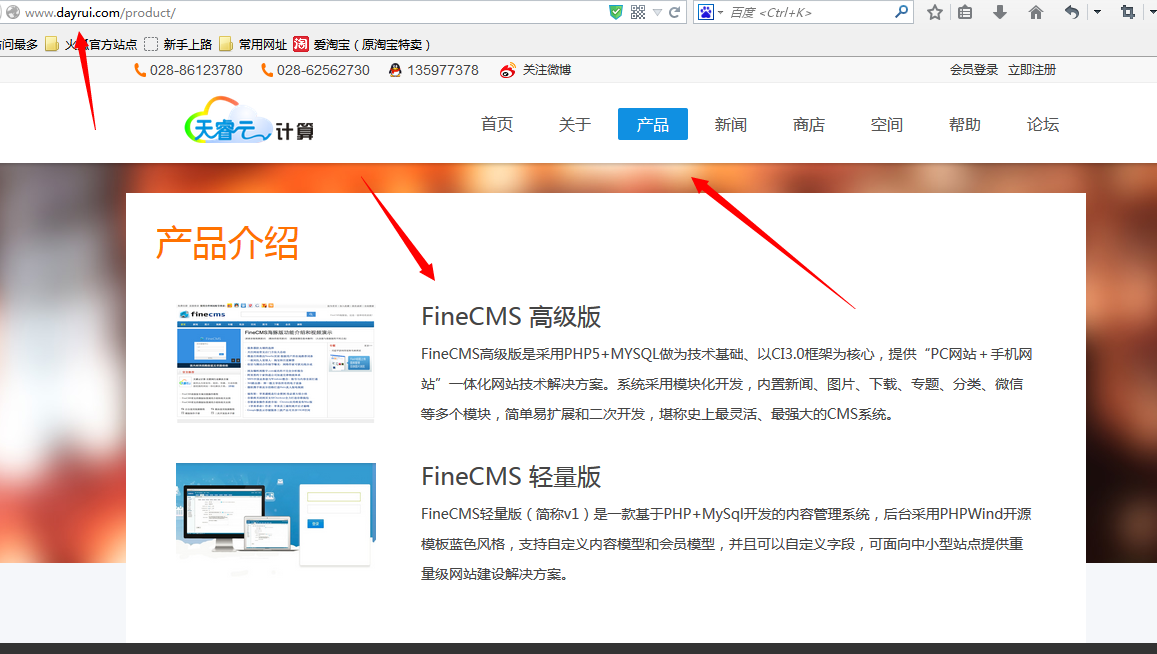 www.dayrui.com/product/
百度 <Ctrl+K>
问最多 火狐官方站点 新手上路 常用网址 淘 爱淘宝（原淘宝特卖）
028-86123780 028-62562730 135977378 关注微博 会员登录 立即注册
天睿云计算
首页 关于 产品 新闻 商店 空间 帮助 论坛
产品介绍
finecms
FineCMS 高级版
FineCMS高级版是采用PHP5+MYSQL做为技术基础、以CI3.0框架为核心，提供“PC网站＋手机网
站”一体化网站技术解决方案。系统采用模块化开发，内置新闻、图片、下载、专题、分类、微信
等多个模块，简单易扩展和二次开发，堪称史上最灵活、最强大的CMS系统。
FineCMS 轻量版
FineCMS轻量版（简称v1）是一款基于PHP+MySql开发的内容管理系统，后台采用PHPWind开源
模板蓝色风格，支持自定义内容模型和会员模型，并且可以自定义字段，可面向中小型站点提供重
量级网站建设解决方案。